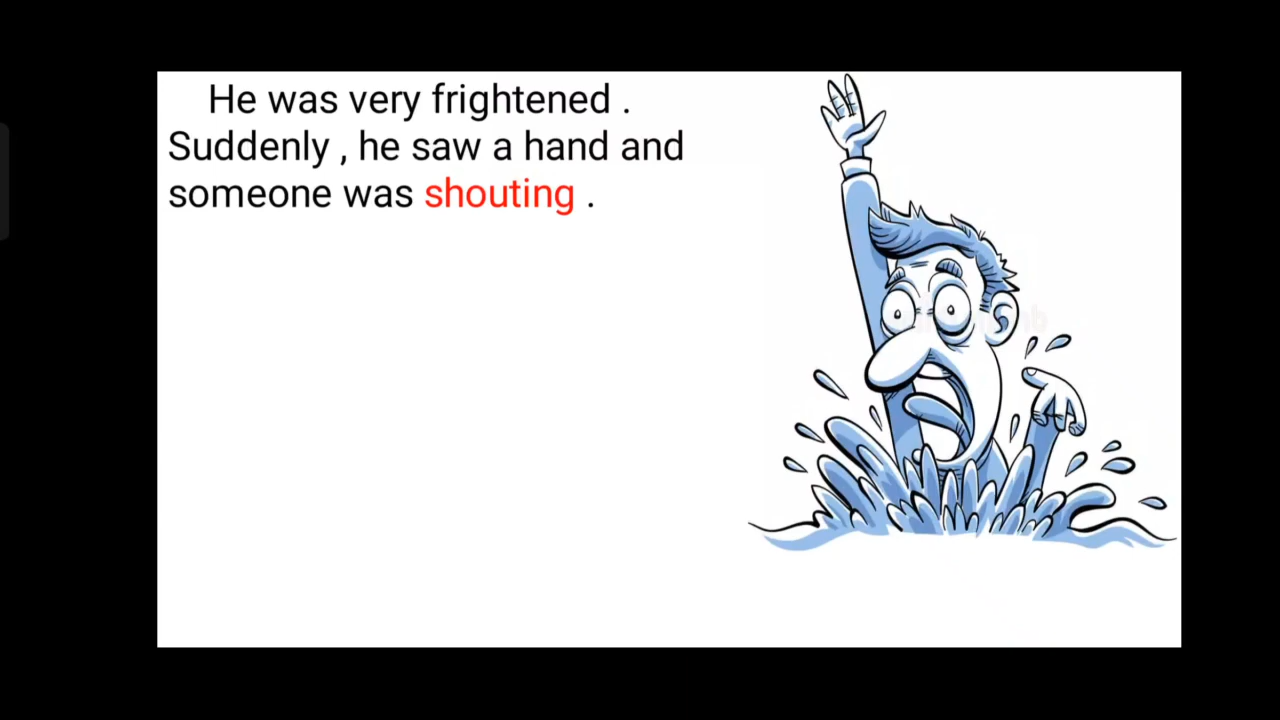 He was very frightened .
Suddenly , he saw a hand and
someone was shouting .